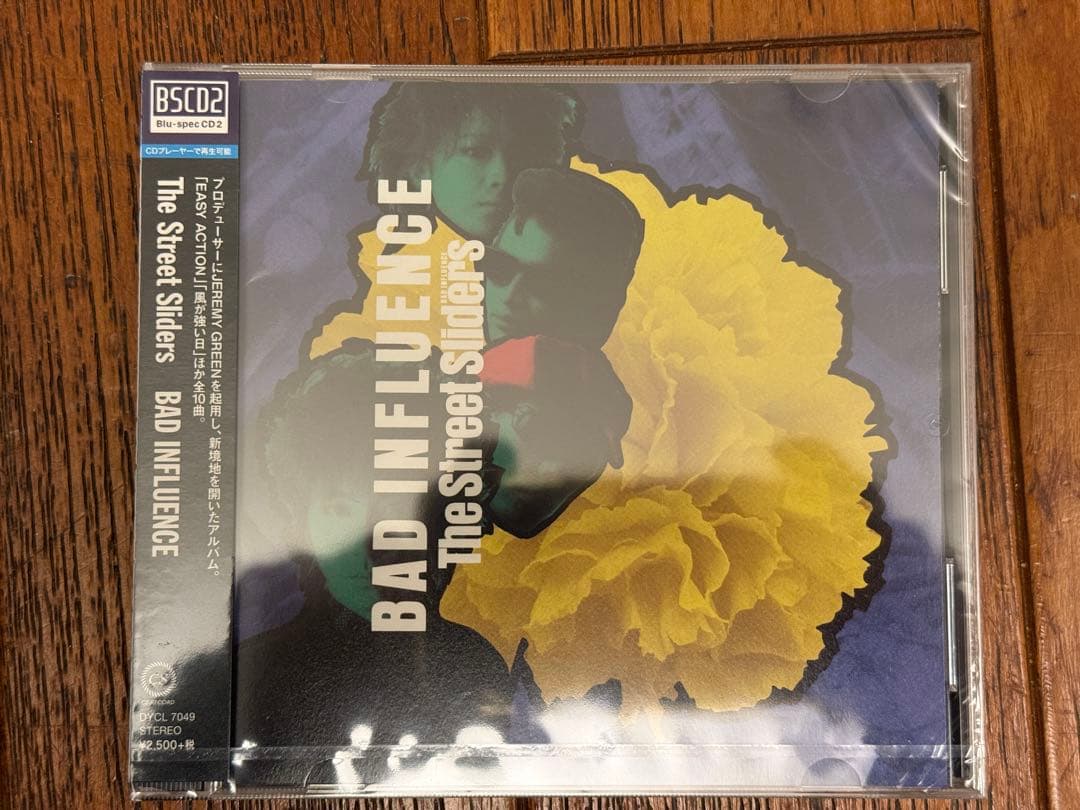 BSCD2
Blu-spec CD2
CDプレーヤーで再生可能
プロデューサーにJEREMY GREENを起用し、新境地を開いたアルバム。
「EASY ACTION」「風が強い日」ほか全10曲。
The Street Sliders BAD INFLUENCE
DYCL 7049
STEREO
¥2,500+税
BAD INFLUENCE
BAD INFLUENCE
The Street Sliders